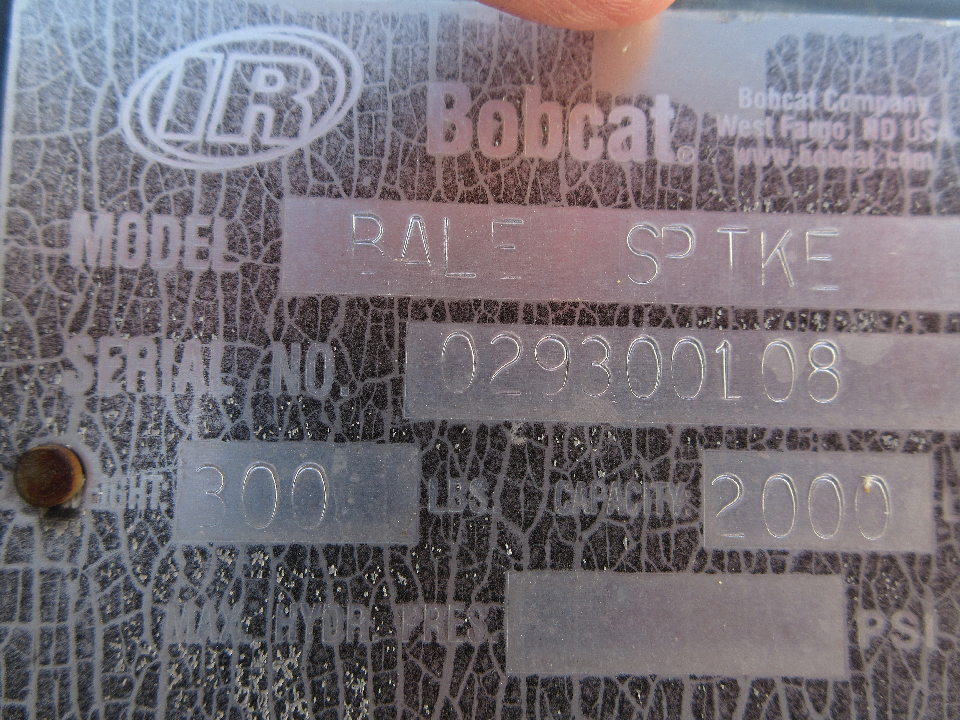 IR
Bobcat®
Bobcat Company
West Fargo, ND USA
www.bobcat.com
MODEL BALE SPIKE
SERIAL NO. 029300108
300 LBS. CAPACITY 2000 L
MAX. HYDR. PRES. PSI